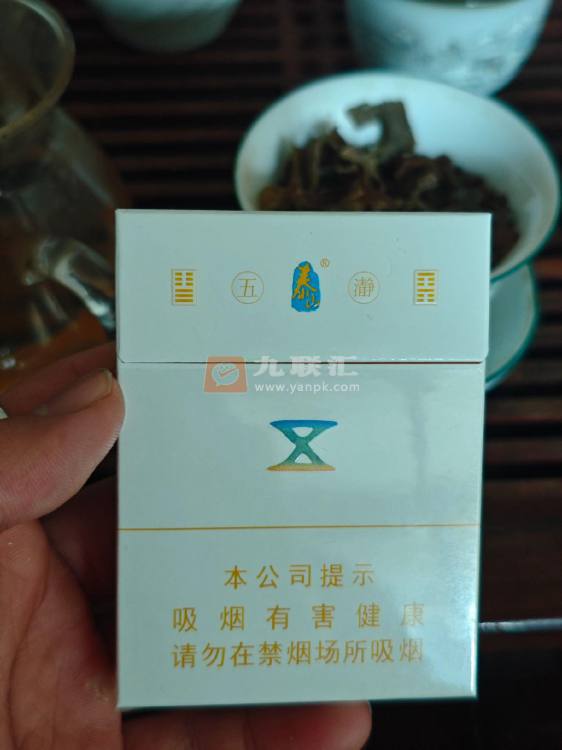 五 泰山® 瀞
九联汇
www.yanpk.com
本公司提示
吸烟有害健康
请勿在禁烟场所吸烟